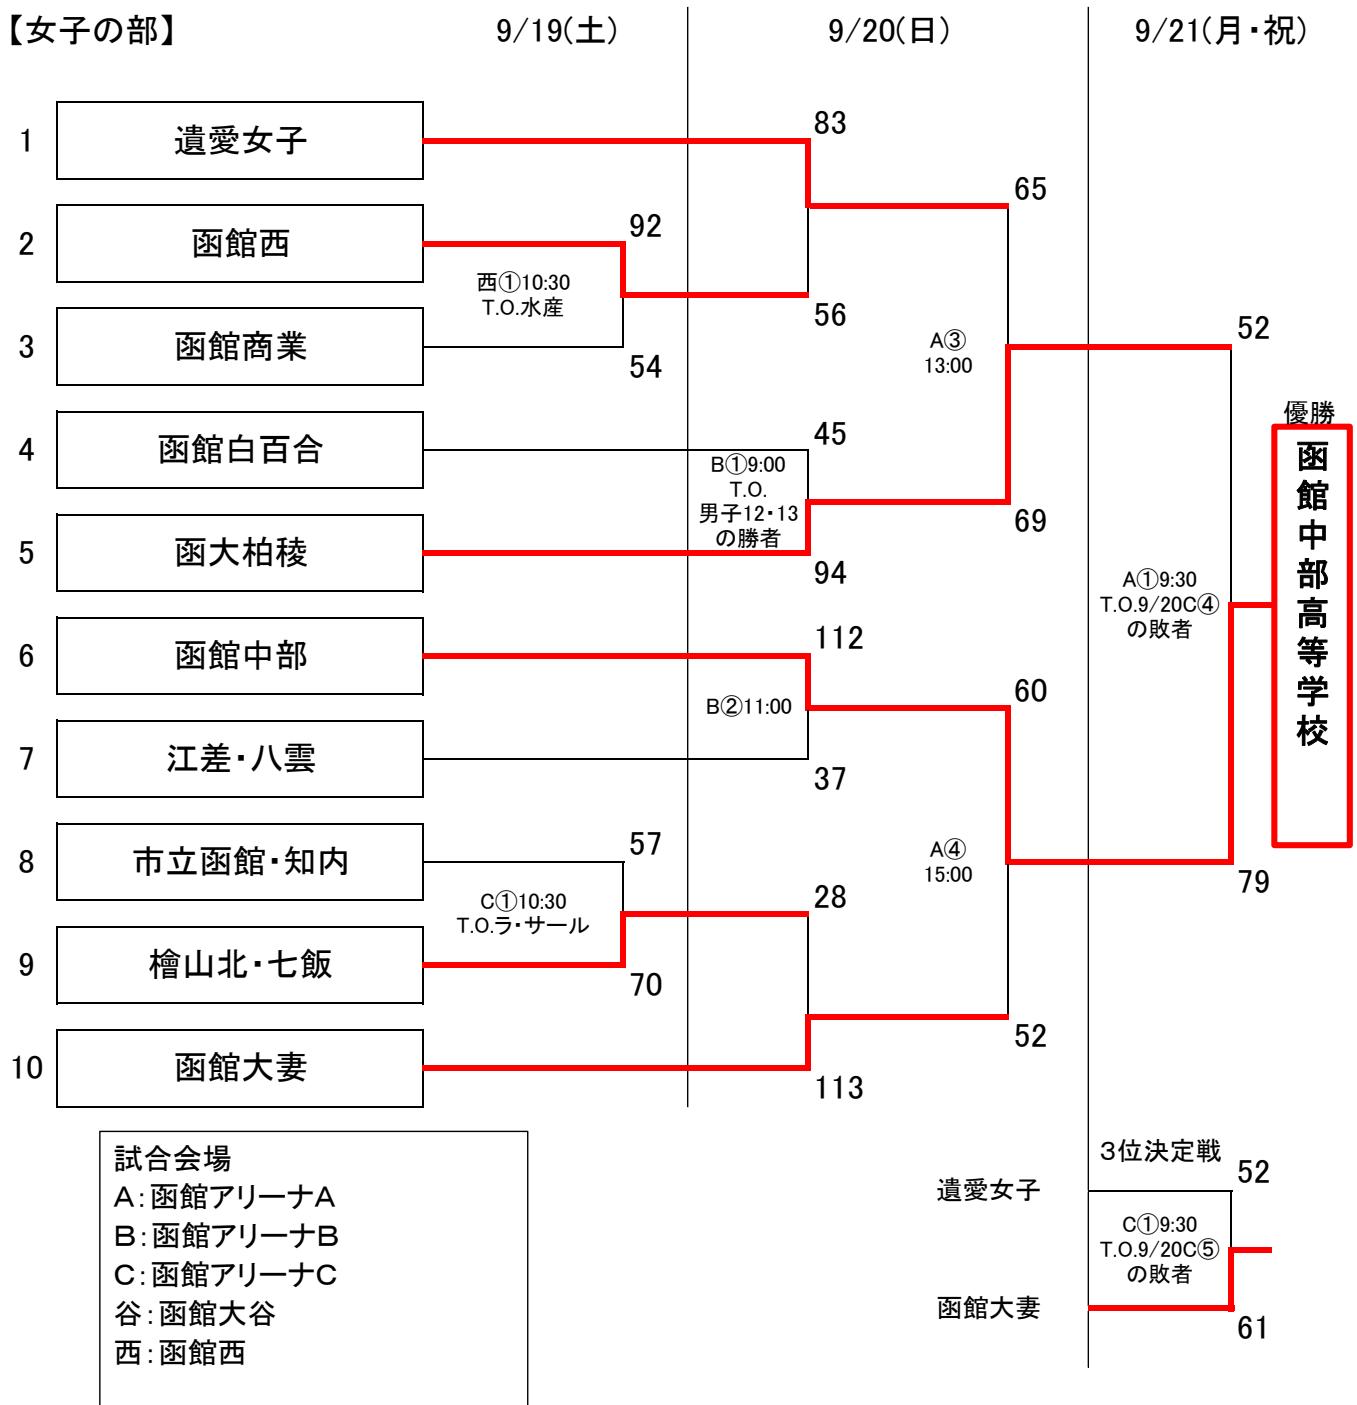 【女子の部】
9/19(土)
9/20(日)
9/21(月・祝)
1
遺愛女子
83
65
2
函館西
92
西①10:30
T.O.水産
56
3
函館商業
54
A③
13:00
52
4
函館白百合
45
B①9:00
T.O.
男子12・13
の勝者
69
5
函大柏稜
94
A①9:30
T.O.9/20C④
の敗者
優勝
函館中部高等学校
6
函館中部
112
60
B②11:00
7
江差・八雲
37
8
市立函館・知内
57
C①10:30
T.O.ラ・サール
A④
15:00
28
79
9
檜山北・七飯
70
10
函館大妻
52
113
試合会場
A:函館アリーナA
B:函館アリーナB
C:函館アリーナC
谷:函館大谷
西:函館西
3位決定戦
52
遺愛女子
C①9:30
T.O.9/20C⑤
の敗者
函館大妻
61